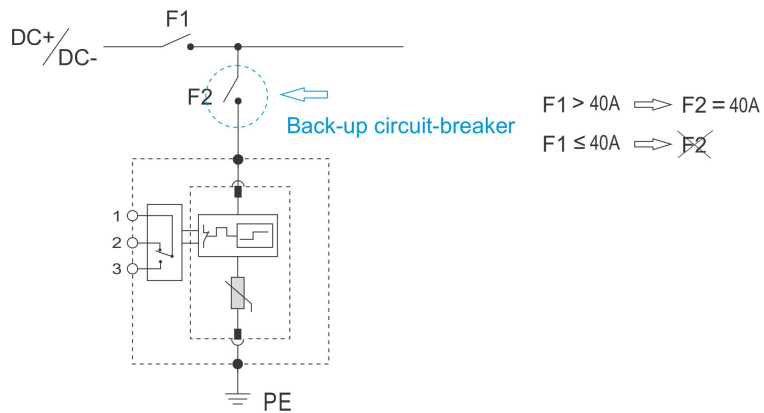 F1
DC+/DC-
F2
Back-up circuit-breaker
F1 > 40A ⇨ F2 = 40A
F1 ≤ 40A ⇨ F2
1
2
3
PE